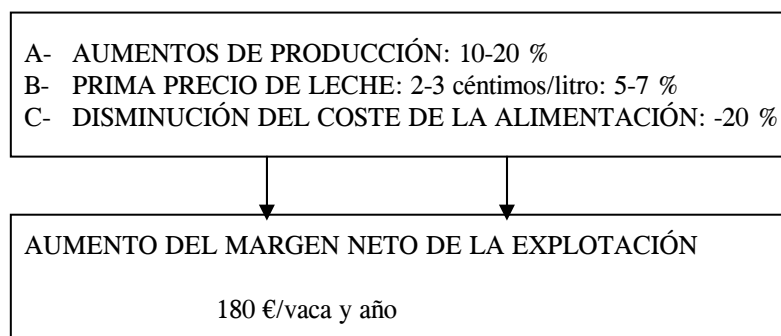 A- AUMENTOS DE PRODUCCIÓN: 10-20 %
B- PRIMA PRECIO DE LECHE: 2-3 céntimos/litro: 5-7 %
C- DISMINUCIÓN DEL COSTE DE LA ALIMENTACIÓN: -20 %
AUMENTO DEL MARGEN NETO DE LA EXPLOTACIÓN
180 €/vaca y año